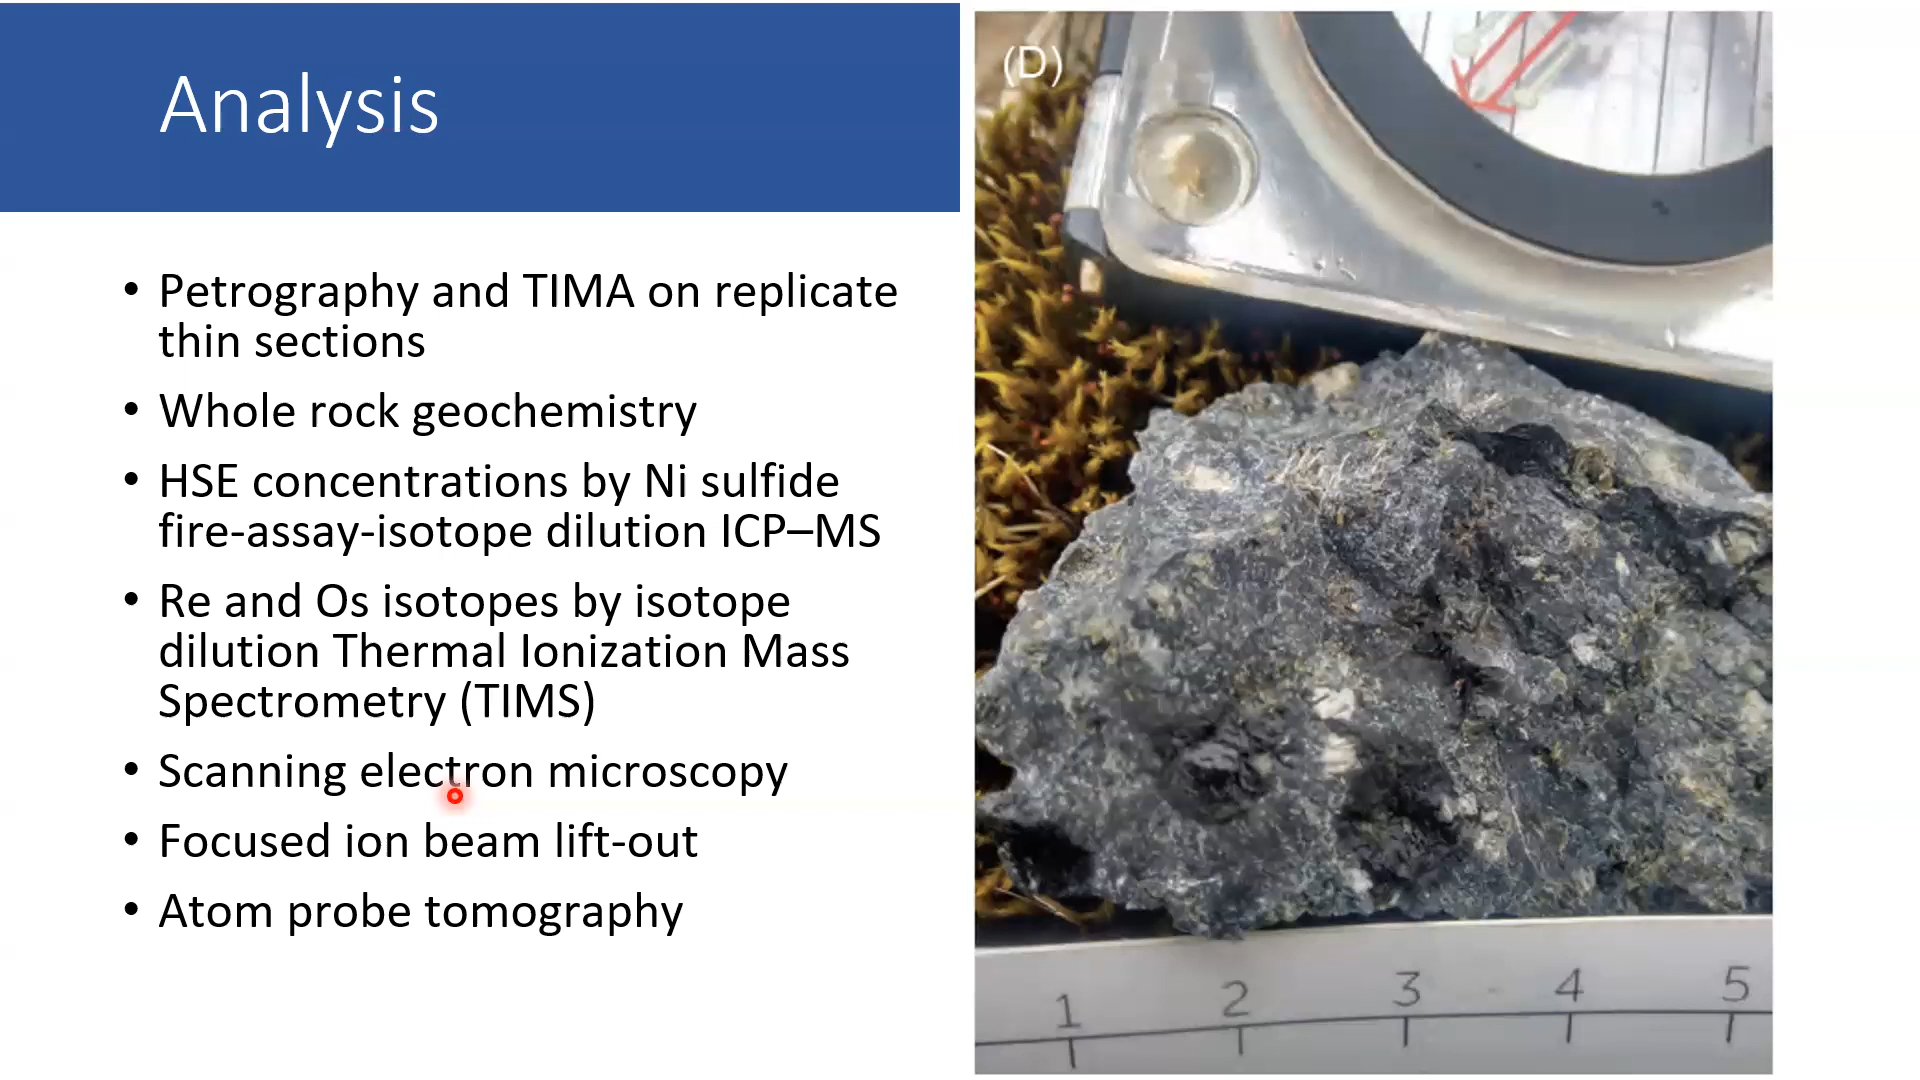 Analysis
• Petrography and TIMA on replicate
thin sections
• Whole rock geochemistry
• HSE concentrations by Ni sulfide
fire-assay-isotope dilution ICP–MS
• Re and Os isotopes by isotope
dilution Thermal Ionization Mass
Spectrometry (TIMS)
• Scanning electron microscopy
• Focused ion beam lift-out
• Atom probe tomography
(D)
1 2 3 4 5